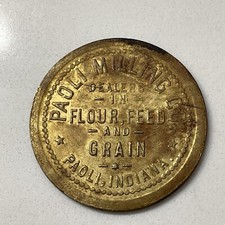 PAOLI MILLING CO.
DEALERS
IN
FLOUR, FEED
AND
GRAIN
PAOLI, INDIANA